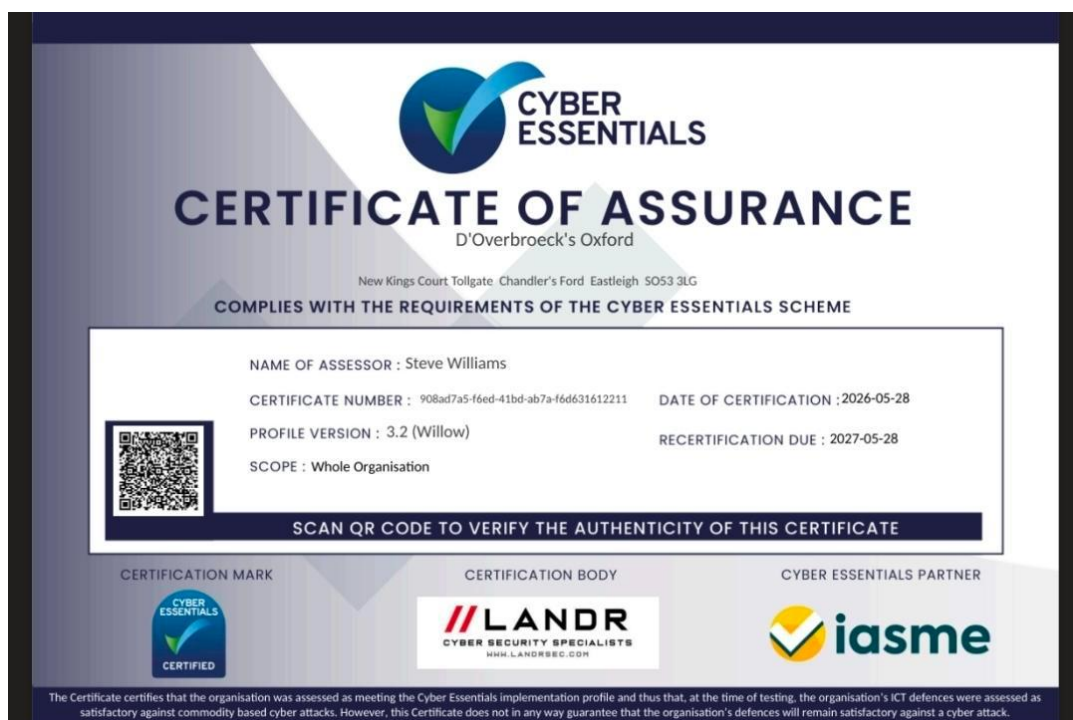 CYBER
ESSENTIALS
CERTIFICATE OF ASSURANCE
D'Overbroeck's Oxford
New Kings Court Tollgate Chandler's Ford Eastleigh SO53 3LG
COMPLIES WITH THE REQUIREMENTS OF THE CYBER ESSENTIALS SCHEME
NAME OF ASSESSOR : Steve Williams
CERTIFICATE NUMBER : 908ad7a5-f6ed-41bd-ab7a-f6d631612211
DATE OF CERTIFICATION : 2026-05-28
PROFILE VERSION : 3.2 (Willow)
RECERTIFICATION DUE : 2027-05-28
SCOPE : Whole Organisation
SCAN QR CODE TO VERIFY THE AUTHENTICITY OF THIS CERTIFICATE
CERTIFICATION MARK
CERTIFICATION BODY
CYBER ESSENTIALS PARTNER
CYBER
ESSENTIALS
CERTIFIED
//LANDR
CYBER SECURITY SPECIALISTS
WWW.LANDRSEC.COM
iasme
The Certificate certifies that the organisation was assessed as meeting the Cyber Essentials implementation profile and thus that, at the time of testing, the organisation's ICT defences were assessed as
satisfactory against commodity based cyber attacks. However, this Certificate does not in any way guarantee that the organisation's defences will remain satisfactory against a cyber attack.